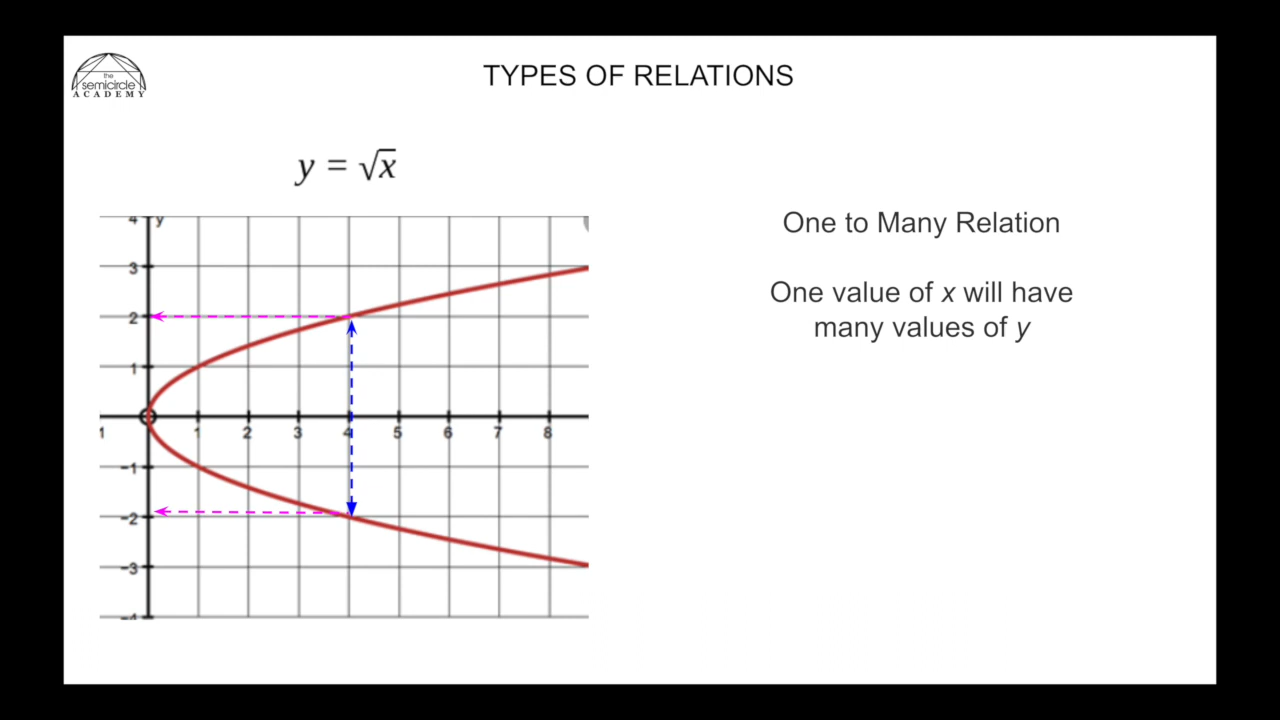 the
semicircle
ACADEMY
TYPES OF RELATIONS
y = √x
One to Many Relation
One value of x will have
many values of y
4 y
3
2
1
1 1 2 3 4 5 6 7 8
−1
−2
−3
−4